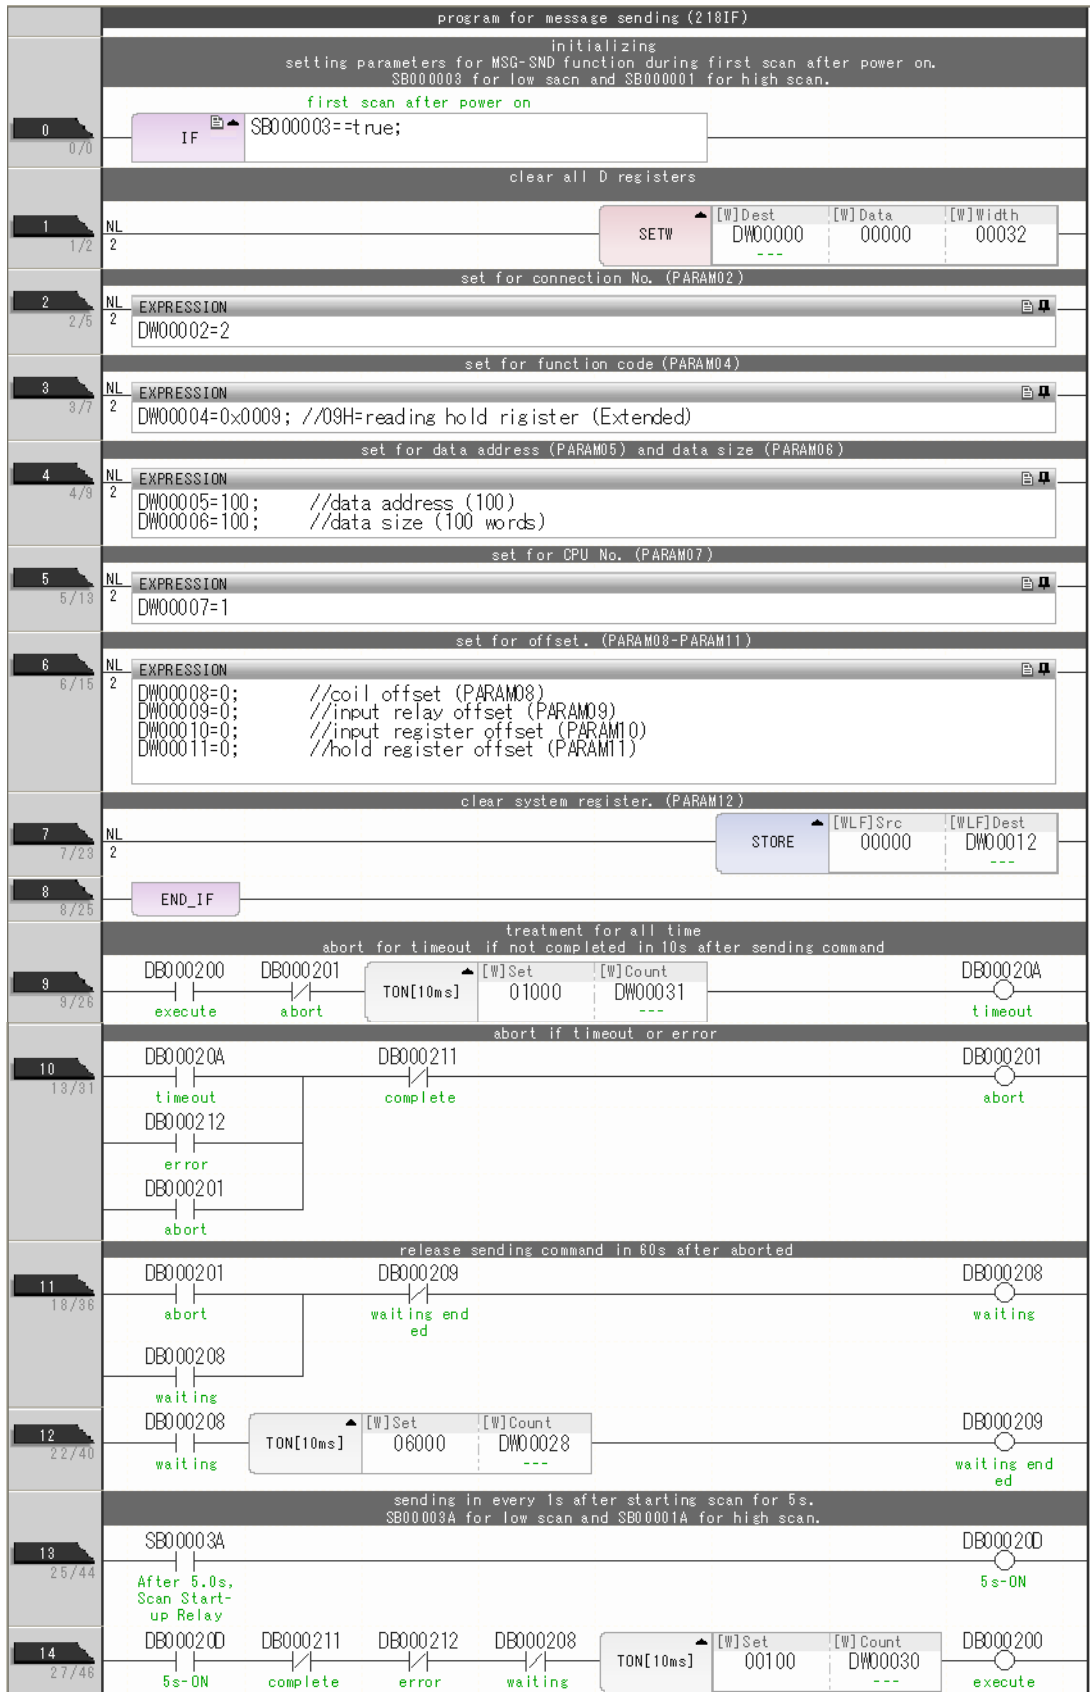 program for message sending (218IF)
initializing
setting parameters for MSG-SND function during first scan after power on.
SB000003 for low sacn and SB000001 for high scan.
first scan after power on
0
0/0
IF
SB000003==true;
clear all D registers
1
1/2
NL
2
SETW
[W]Dest
DW00000
---
[W]Data
00000
[W]Width
00032
set for connection No. (PARAM02)
2
2/5
NL
2
EXPRESSION
DW00002=2
set for function code (PARAM04)
3
3/7
NL
2
EXPRESSION
DW00004=0x0009; //09H=reading hold rigister (Extended)
set for data address (PARAM05) and data size (PARAM06)
4
4/9
NL
2
EXPRESSION
DW00005=100; //data address (100)
DW00006=100; //data size (100 words)
set for CPU No. (PARAM07)
5
5/13
NL
2
EXPRESSION
DW00007=1
set for offset. (PARAM08-PARAM11)
6
6/15
NL
2
EXPRESSION
DW00008=0; //coil offset (PARAM08)
DW00009=0; //input relay offset (PARAM09)
DW00010=0; //input register offset (PARAM10)
DW00011=0; //hold register offset (PARAM11)
clear system register. (PARAM12)
7
7/23
NL
2
STORE
[WLF]Src
00000
[WLF]Dest
DW00012
---
8
8/25
END_IF
treatment for all time
abort for timeout if not completed in 10s after sending command
9
9/26
DB000200
execute
DB000201
abort
TON[10ms]
[W]Set
01000
[W]Count
DW00031
---
DB00020A
timeout
abort if timeout or error
10
13/31
DB00020A
timeout
DB000211
complete
DB000201
abort
DB000212
error
DB000201
abort
release sending command in 60s after aborted
11
18/36
DB000201
abort
DB000209
waiting end
ed
DB000208
waiting
DB000208
waiting
12
22/40
DB000208
waiting
TON[10ms]
[W]Set
06000
[W]Count
DW00028
---
DB000209
waiting end
ed
sending in every 1s after starting scan for 5s.
SB00003A for low scan and SB00001A for high scan.
13
25/44
SB00003A
After 5.0s,
Scan Start-
up Relay
DB00020D
5s-ON
14
27/46
DB00020D
5s-ON
DB000211
complete
DB000212
error
DB000208
waiting
TON[10ms]
[W]Set
00100
[W]Count
DW00030
---
DB000200
execute